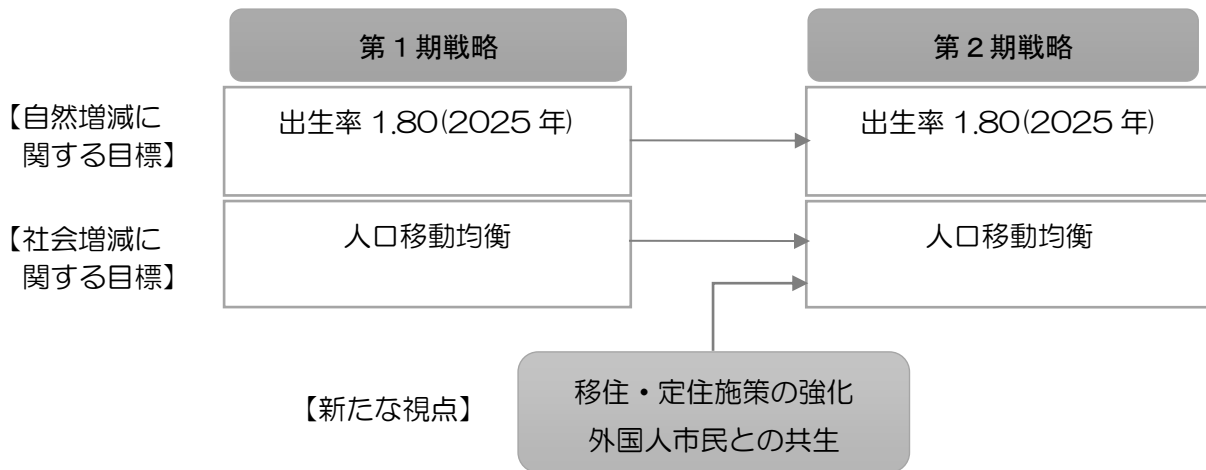 第1期戦略
第2期戦略
【自然増減に
関する目標】
出生率 1.80(2025 年)
出生率 1.80(2025 年)
【社会増減に
関する目標】
人口移動均衡
人口移動均衡
【新たな視点】
移住・定住施策の強化
外国人市民との共生